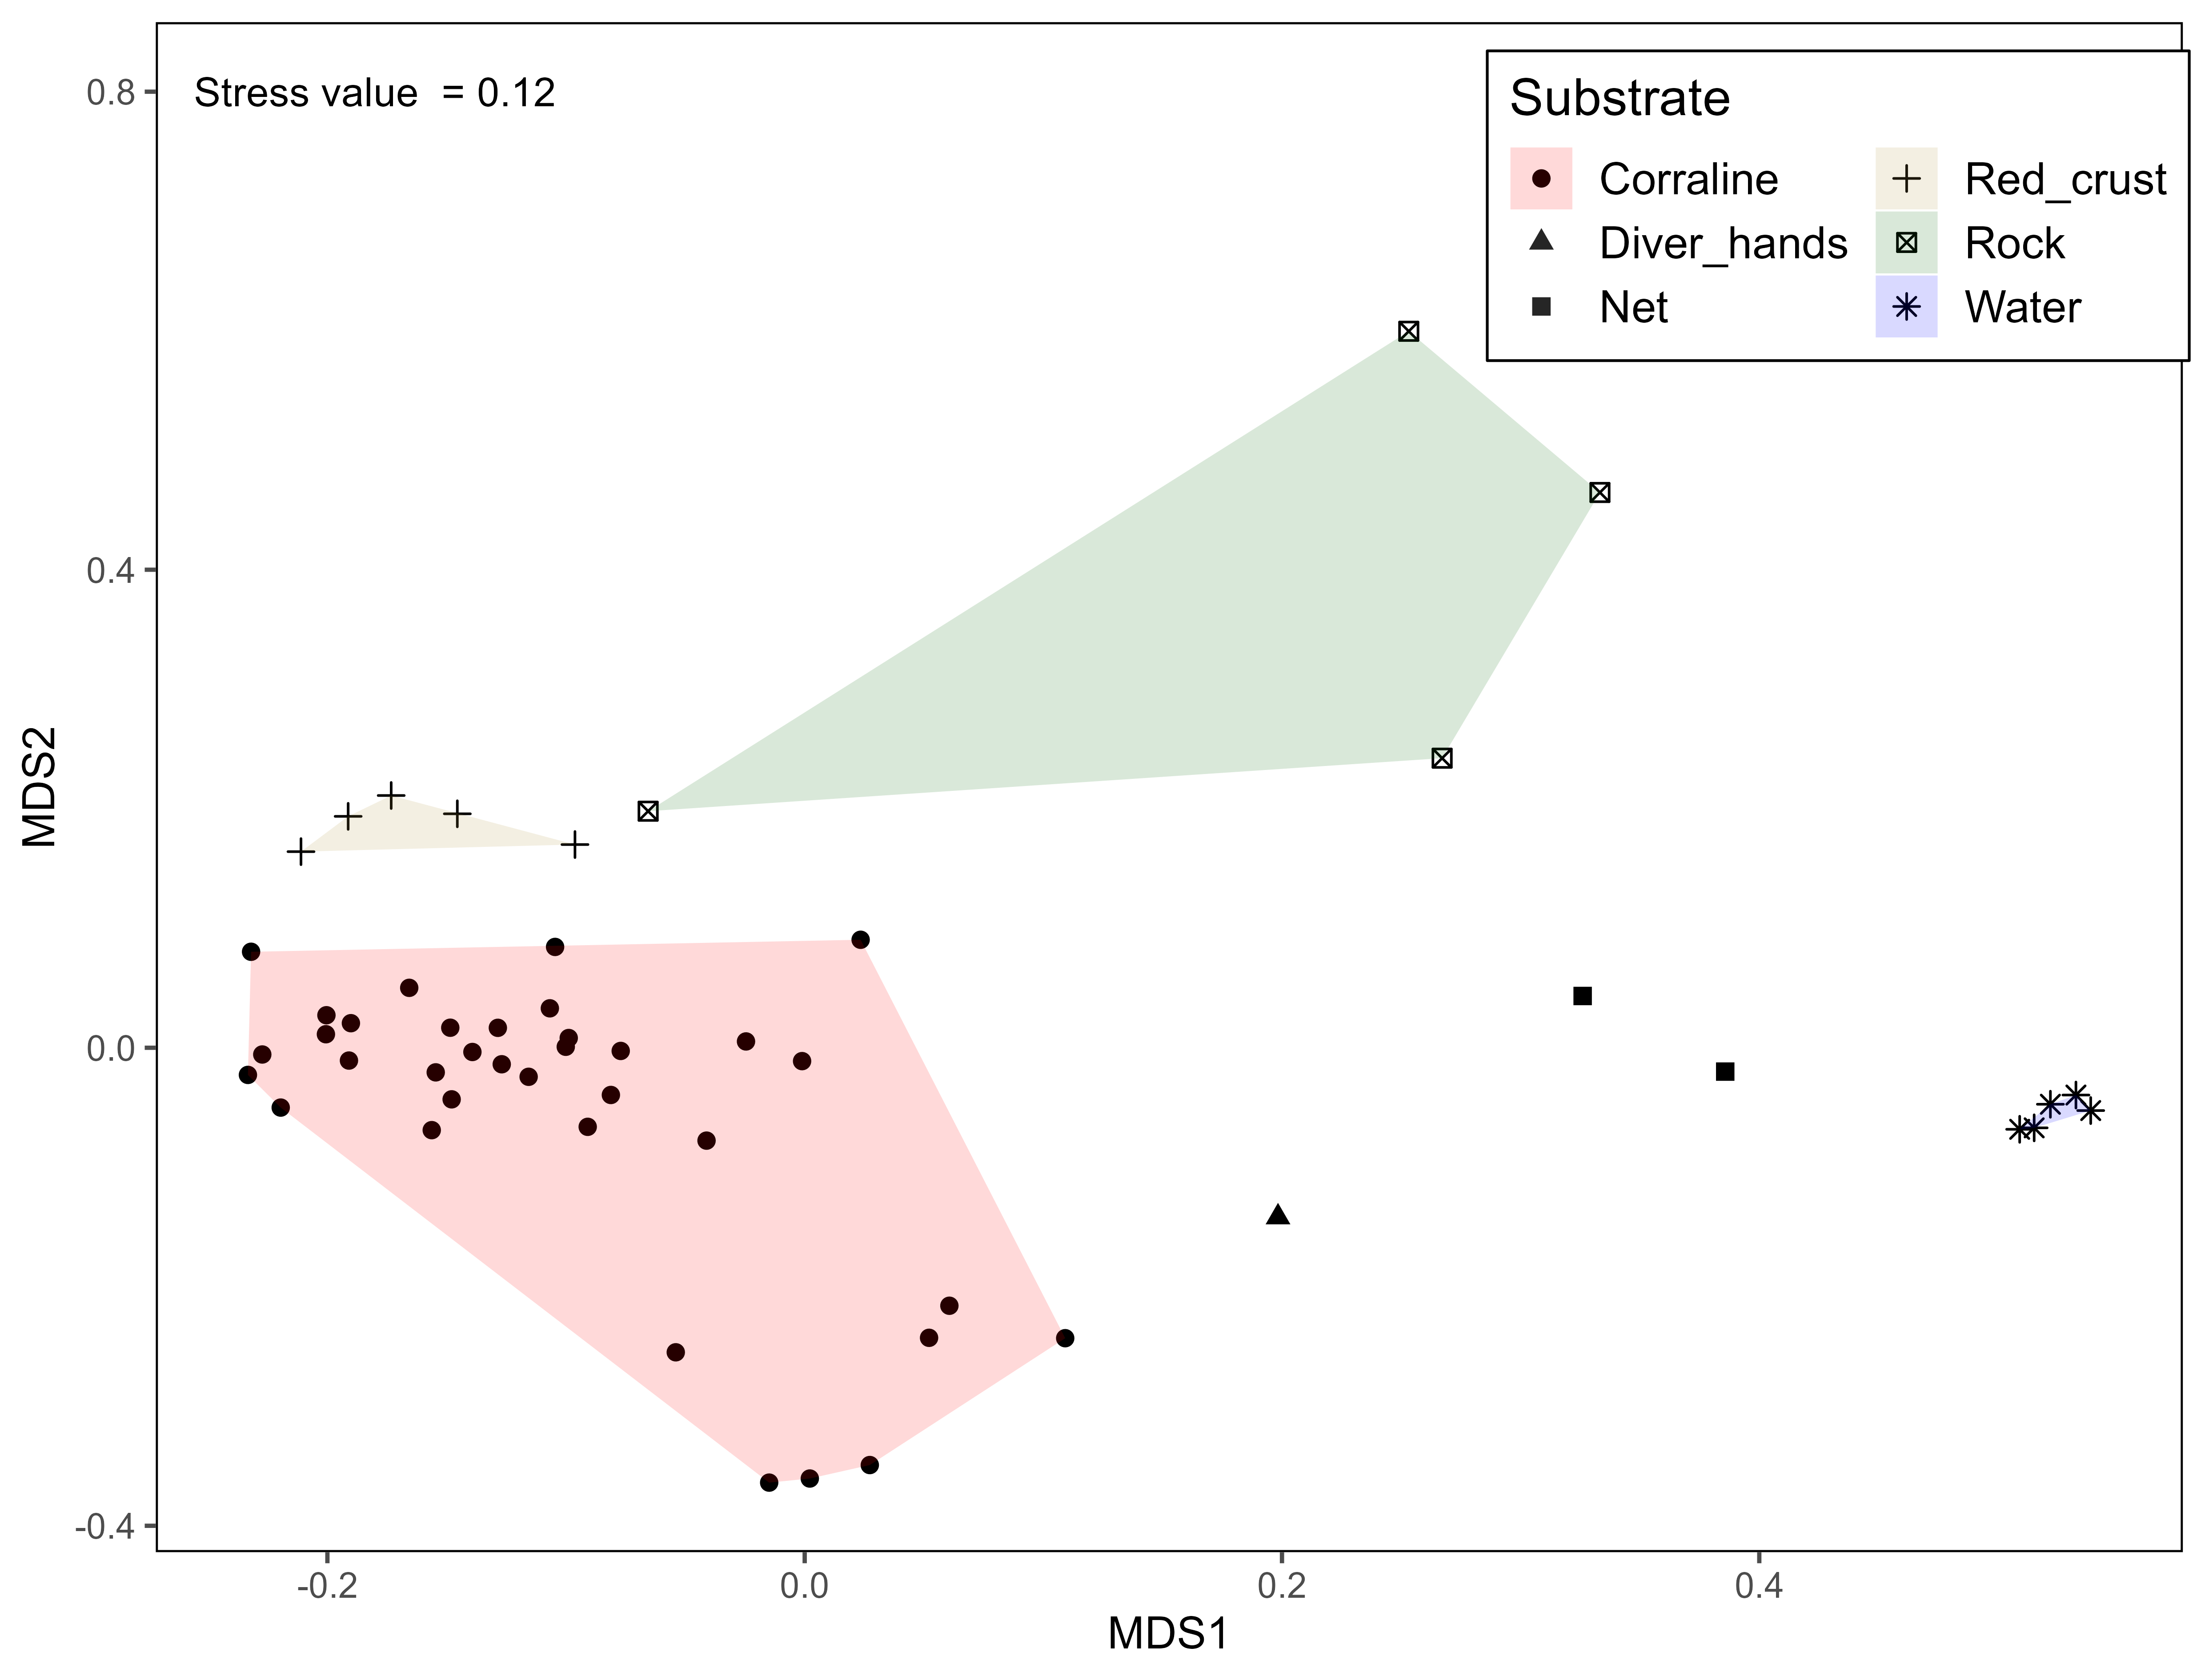 Stress value  = 0.12
Substrate
Corraline
Diver_hands
Net
Red_crust
Rock
Water
MDS2
0.8
0.4
0.0
-0.4
-0.2
0.0
0.2
0.4
MDS1